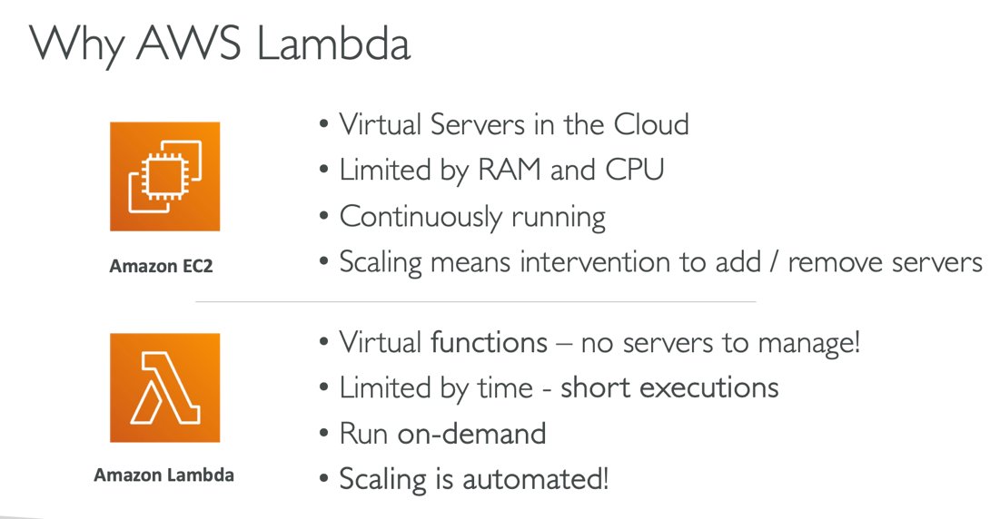 Why AWS Lambda
• Virtual Servers in the Cloud
• Limited by RAM and CPU
• Continuously running
• Scaling means intervention to add / remove servers
Amazon EC2
• Virtual functions – no servers to manage!
• Limited by time - short executions
• Run on-demand
• Scaling is automated!
Amazon Lambda